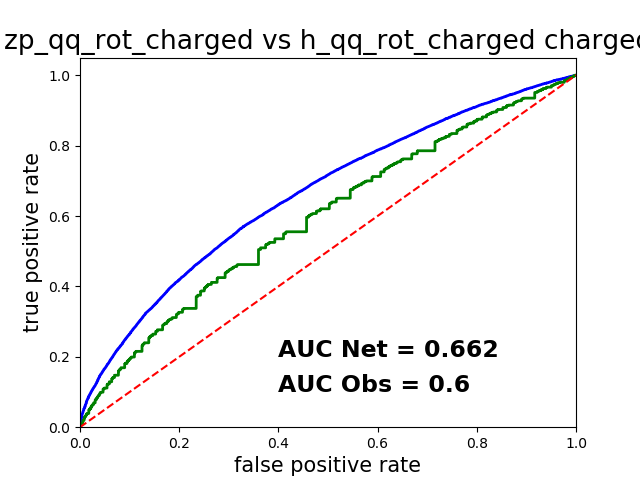 zp_qq_rot_charged vs h_qq_rot_charged charged
1.0
0.8
0.6
0.4
0.2
0.0
true positive rate
AUC Net = 0.662
AUC Obs = 0.6
0.0 0.2 0.4 0.6 0.8 1.0
false positive rate